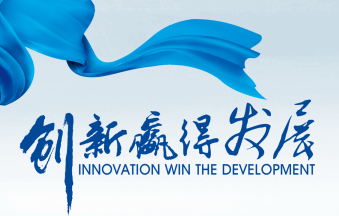 创新赢得发展
INNOVATION WIN THE DEVELOPMENT